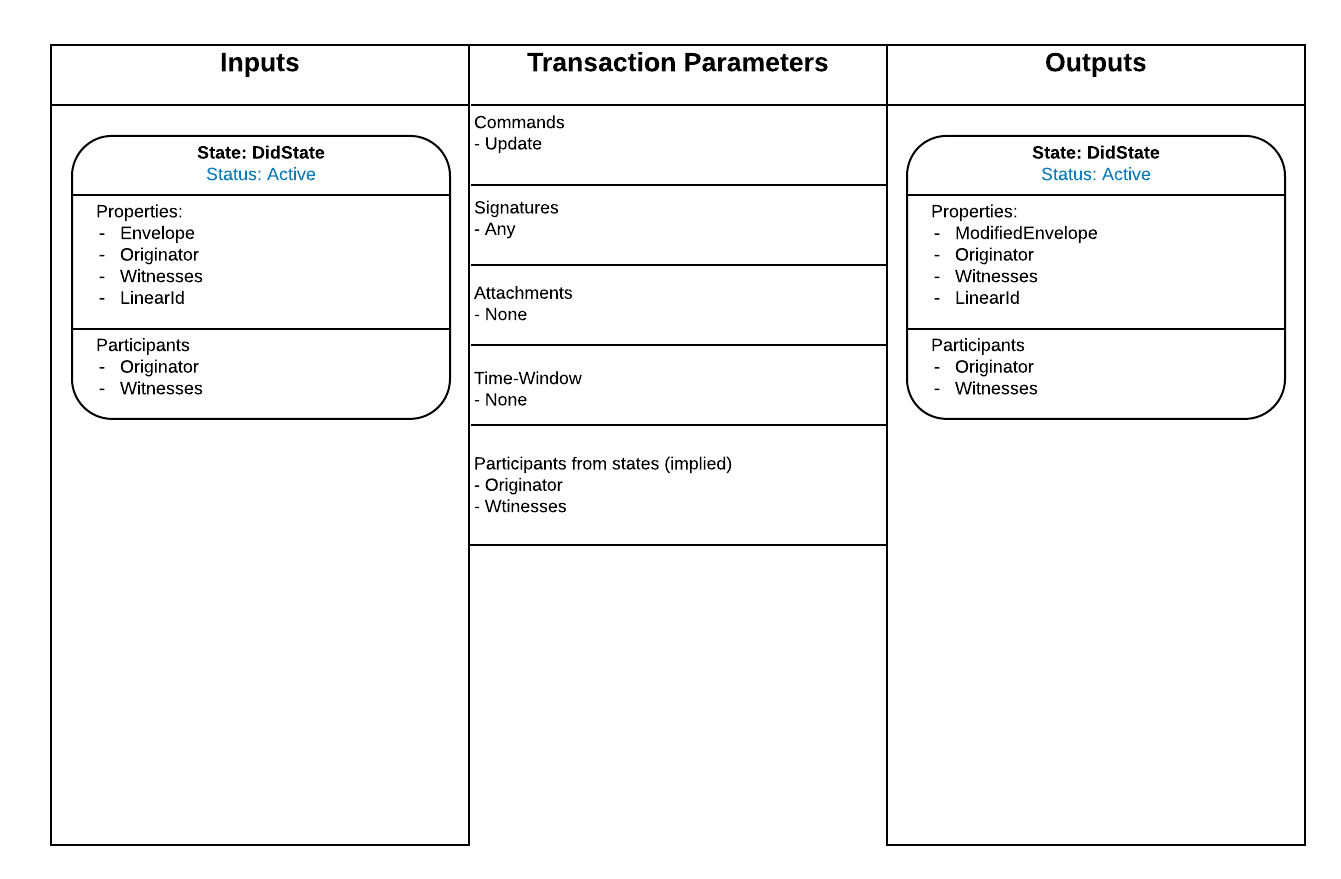 Inputs
Transaction Parameters
Outputs
State: DidState
Status: Active
Properties:
- Envelope
- Originator
- Witnesses
- LinearId
Participants
- Originator
- Witnesses
Commands
- Update
Signatures
- Any
Attachments
- None
Time-Window
- None
Participants from states (implied)
- Originator
- Wtinesses
State: DidState
Status: Active
Properties:
- ModifiedEnvelope
- Originator
- Witnesses
- LinearId
Participants
- Originator
- Witnesses